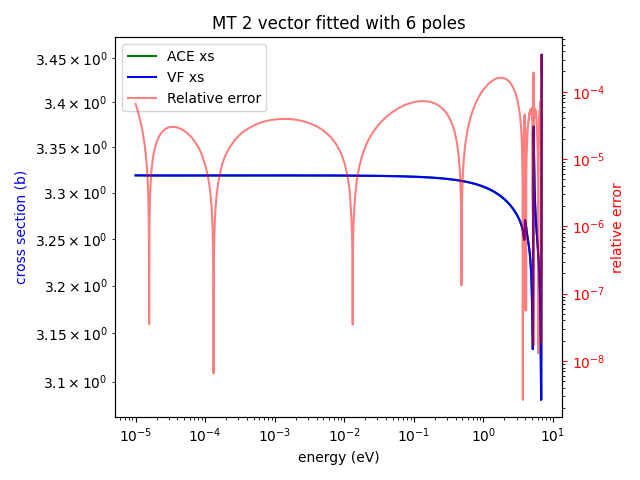 MT 2 vector fitted with 6 poles
ACE xs
VF xs
Relative error
cross section (b)
3.45 × 10⁰
3.4 × 10⁰
3.35 × 10⁰
3.3 × 10⁰
3.25 × 10⁰
3.2 × 10⁰
3.15 × 10⁰
3.1 × 10⁰
10⁻⁴
10⁻⁵
10⁻⁶
10⁻⁷
10⁻⁸
relative error
10⁻⁵ 10⁻⁴ 10⁻³ 10⁻² 10⁻¹ 10⁰ 10¹
energy (eV)